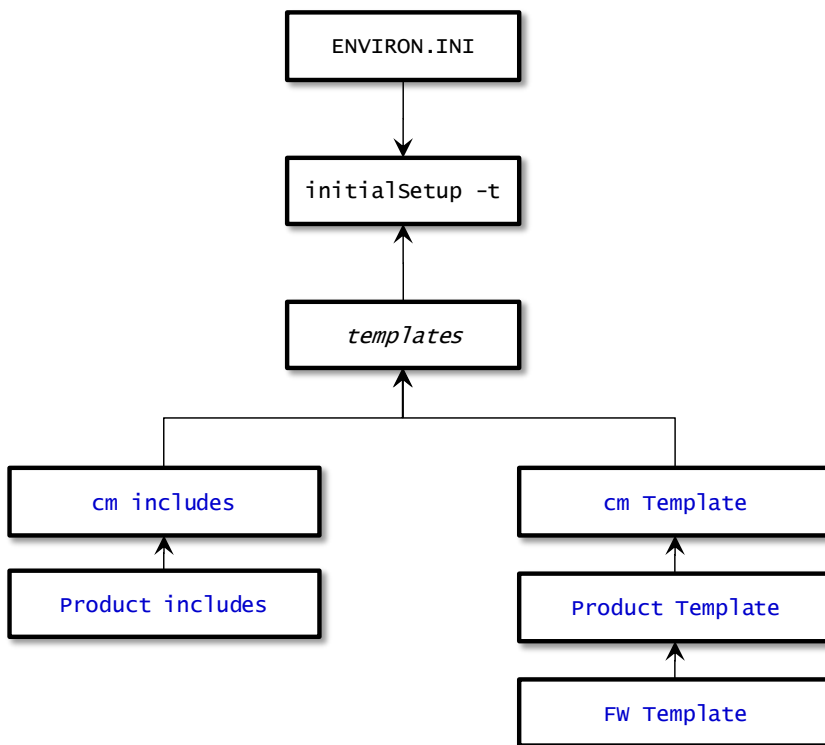 ENVIRON.INI
initialSetup -t
templates
cm includes
cm Template
Product includes
Product Template
FW Template